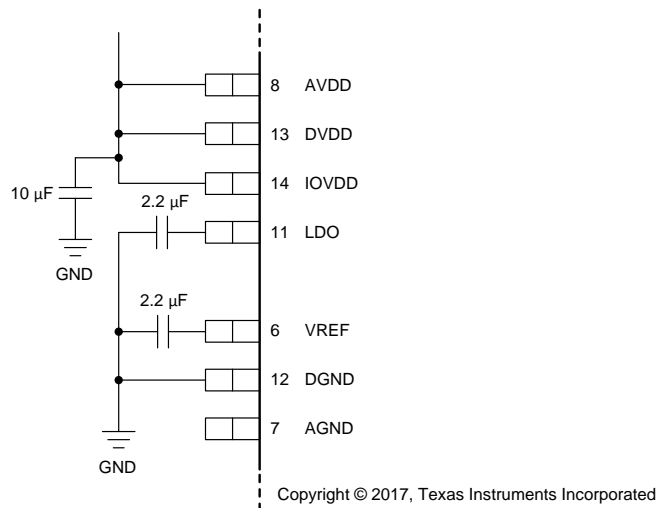 8 AVDD
13 DVDD
14 IOVDD
10 µF
2.2 µF
11 LDO
GND
2.2 µF
6 VREF
12 DGND
7 AGND
GND
Copyright © 2017, Texas Instruments Incorporated